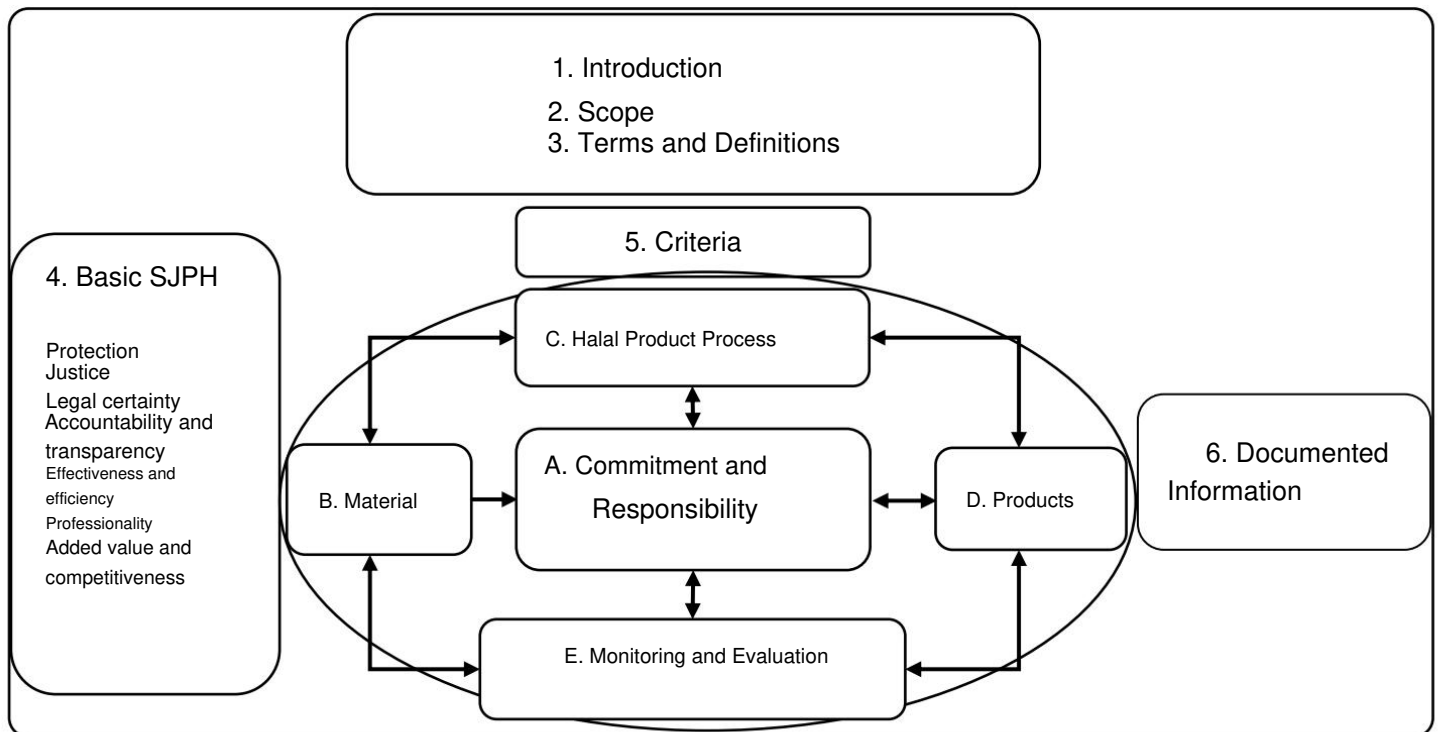 1. Introduction
2. Scope
3. Terms and Definitions
5. Criteria
4. Basic SJPH
Protection
Justice
Legal certainty
Accountability and
transparency
Effectiveness and
efficiency
Professionality
Added value and
competitiveness
C. Halal Product Process
B. Material
A. Commitment and
Responsibility
D. Products
E. Monitoring and Evaluation
6. Documented
Information